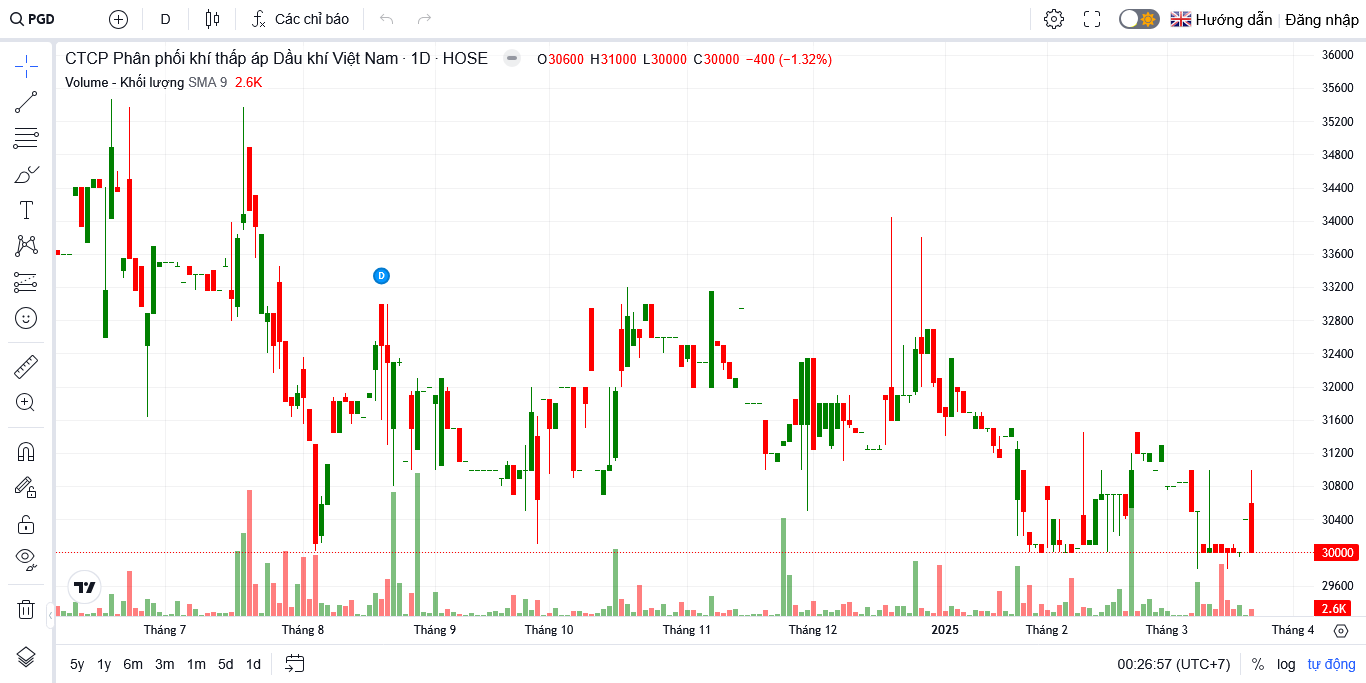 PGD D Các chỉ báo Hướng dẫn Đăng nhập
CTCP Phân phối khí thấp áp Dầu khí Việt Nam · 1D · HOSE O30600 H31000 L30000 C30000 −400 (−1.32%)
Volume - Khối lượng SMA 9 2.6K
D
36000
35600
35200
34800
34400
34000
33600
33200
32800
32400
32000
31600
31200
30800
30400
30000
29600
2.6K
Tháng 7 Tháng 8 Tháng 9 Tháng 10 Tháng 11 Tháng 12 2025 Tháng 2 Tháng 3 Tháng 4
5y 1y 6m 3m 1m 5d 1d 00:26:57 (UTC+7) % log tự động